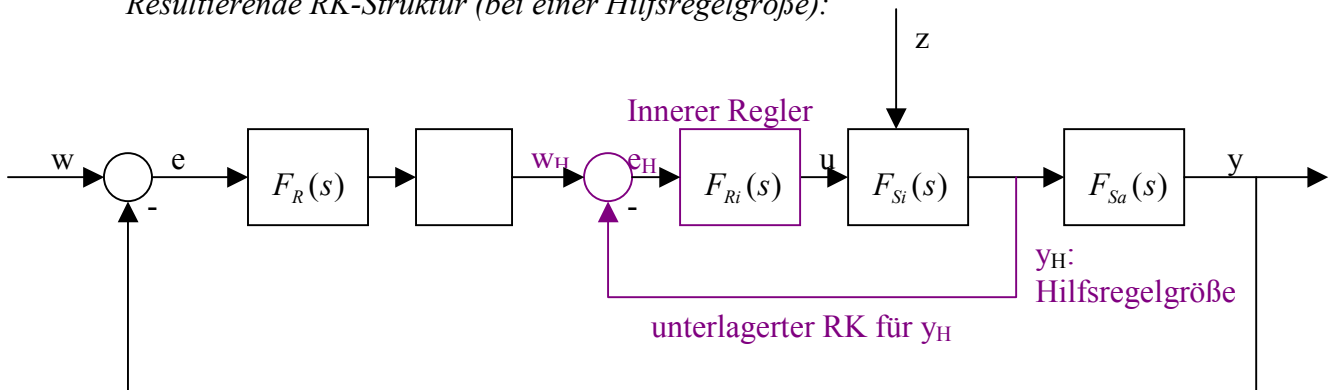 Resultierende RK-Struktur (bei einer Hilfsregelgröße):
z
Innerer Regler
w
e
F_R(s)
w_H
e_H
F_Ri(s)
u
F_Si(s)
F_Sa(s)
y
-
-
y_H:
Hilfsregelgröße
unterlagerter RK für y_H